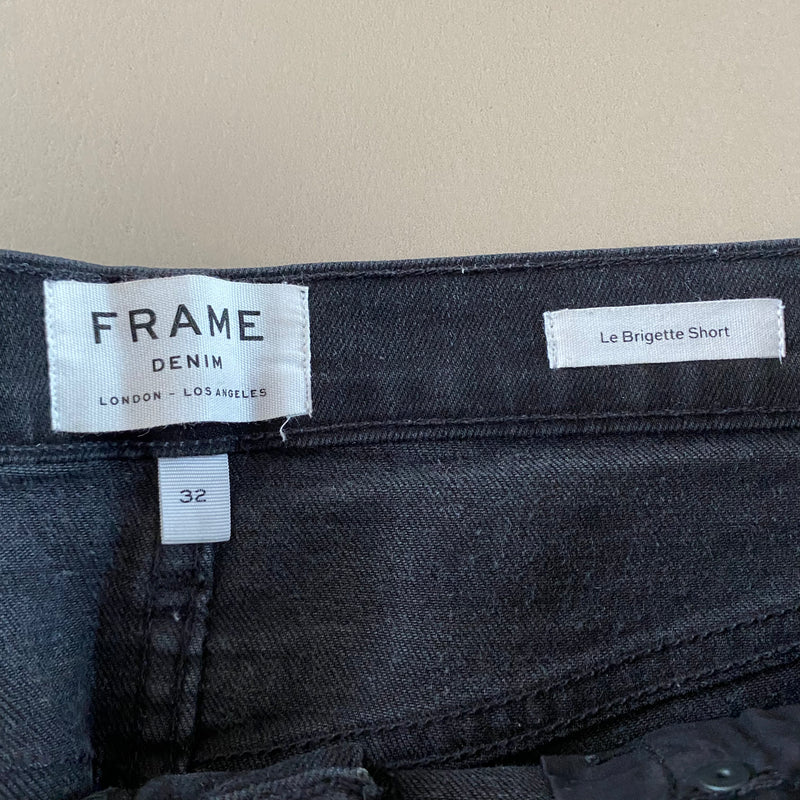 FRAME
DENIM
LONDON - LOS ANGELES
Le Brigette Short
32